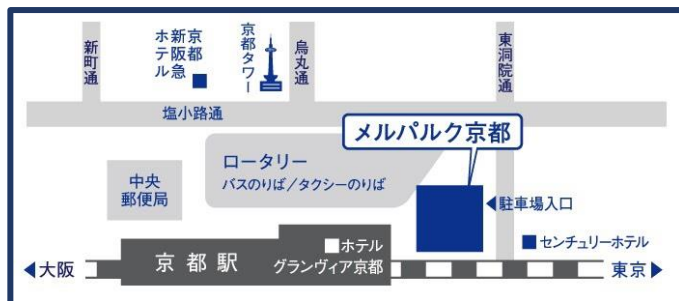 新町通
京都
新阪急
ホテル
京都タワー
烏丸通
東洞院通
塩小路通
メルパルク京都
ロータリー
バスのりば/タクシーのりば
中央
郵便局
◀駐車場入口
センチュリーホテル
ホテル
グランヴィア京都
京都駅
◀大阪
東京▶